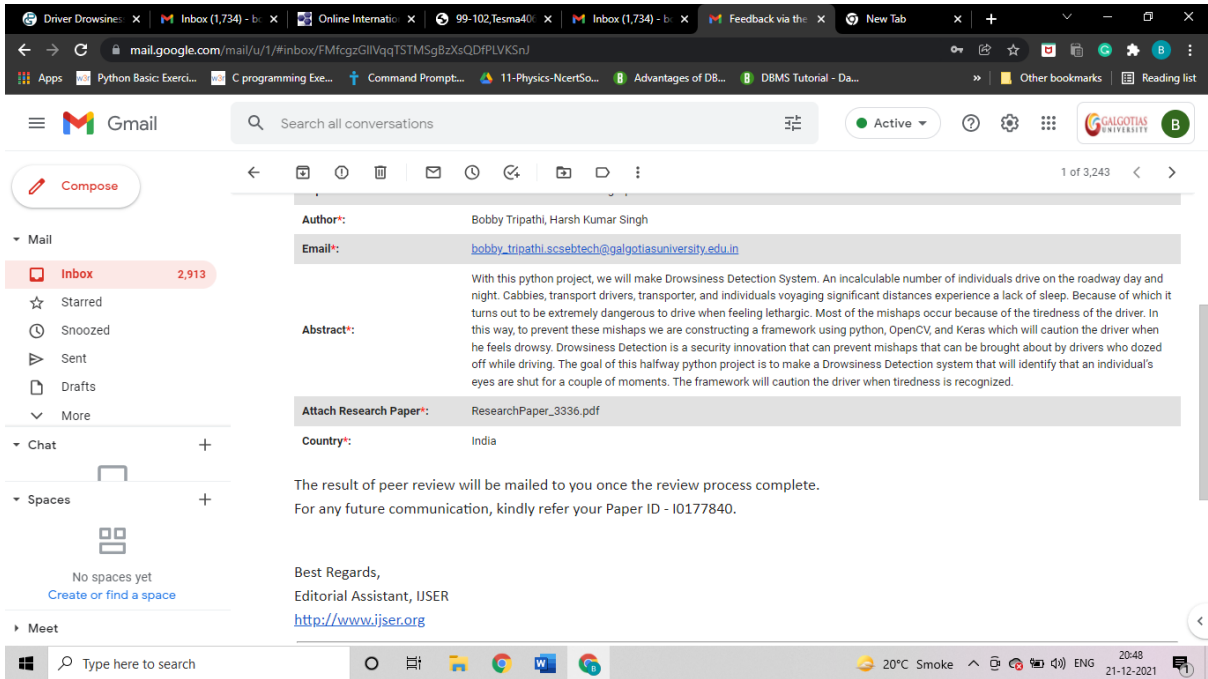 Driver Drowsines
Inbox (1,734) - bc
Online Internatio
99-102,Tesma406
Inbox (1,734) - bc
Feedback via the
New Tab
mail.google.com/mail/u/1/#inbox/FMfcgzGllVqqTSTMSgBzXsQDfPLVKSnJ
Apps
Python Basic: Exerci...
C programming Exe...
Command Prompt:...
11-Physics-NcertSo...
Advantages of DB...
DBMS Tutorial - Da...
Other bookmarks
Reading list
Gmail
Search all conversations
Active
GALGOTIAS
UNIVERSITY
B
Compose
1 of 3,243
Mail
Inbox 2,913
Starred
Snoozed
Sent
Drafts
More
Chat
Spaces
No spaces yet
Create or find a space
Meet
Author*: Bobby Tripathi, Harsh Kumar Singh
Email*: bobby_tripathi.scsebtech@galgotiasuniversity.edu.in
Abstract*:
With this python project, we will make Drowsiness Detection System. An incalculable number of individuals drive on the roadway day and
night. Cabbies, transport drivers, transporter, and individuals voyaging significant distances experience a lack of sleep. Because of which it
turns out to be extremely dangerous to drive when feeling lethargic. Most of the mishaps occur because of the tiredness of the driver. In
this way, to prevent these mishaps we are constructing a framework using python, OpenCV, and Keras which will caution the driver when
he feels drowsy. Drowsiness Detection is a security innovation that can prevent mishaps that can be brought about by drivers who dozed
off while driving. The goal of this halfway python project is to make a Drowsiness Detection system that will identify that an individual's
eyes are shut for a couple of moments. The framework will caution the driver when tiredness is recognized.
Attach Research Paper*: ResearchPaper_3336.pdf
Country*: India
The result of peer review will be mailed to you once the review process complete.
For any future communication, kindly refer your Paper ID - I0177840.
Best Regards,
Editorial Assistant, IJSER
http://www.ijser.org
Type here to search
20°C Smoke
ENG
20:48
21-12-2021